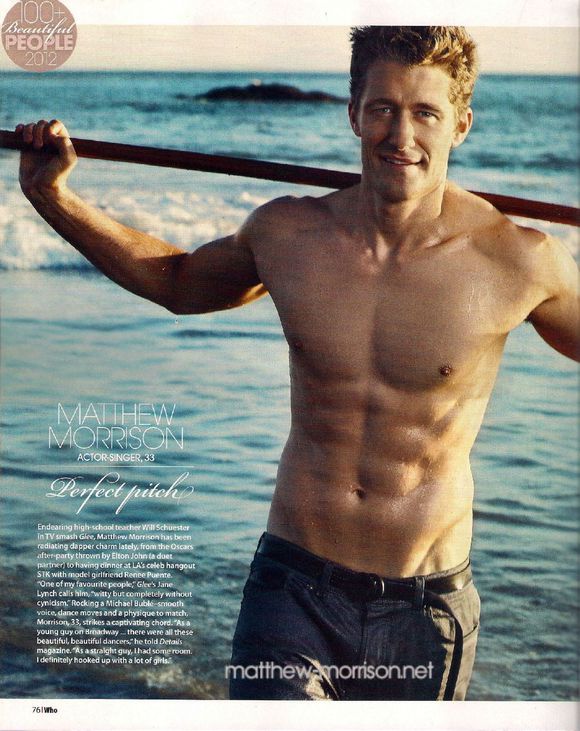 100+
Beautiful
PEOPLE
2012
MATTHEW
MORRISON
ACTOR-SINGER, 33
Perfect pitch
Endearing high-school teacher Will Schuester
in TV smash Glee, Matthew Morrison has been
radiating dapper charm lately, from the Oscars
after-party thrown by Elton John (a duet
partner) to having dinner at LA's celeb hangout
STK with model girlfriend Renee Puente.
"One of my favourite people," Glee's Jane
Lynch calls him, "witty but completely without
cynicism." Rocking a Michael Bublé-smooth
voice, dance moves and a physique to match,
Morrison, 33, strikes a captivating chord. "As a
young guy on Broadway ... there were all these
beautiful, beautiful dancers," he told Details
magazine. "As a straight guy, I had some room.
I definitely hooked up with a lot of girls."
matthew-morrison.net
76 | Who